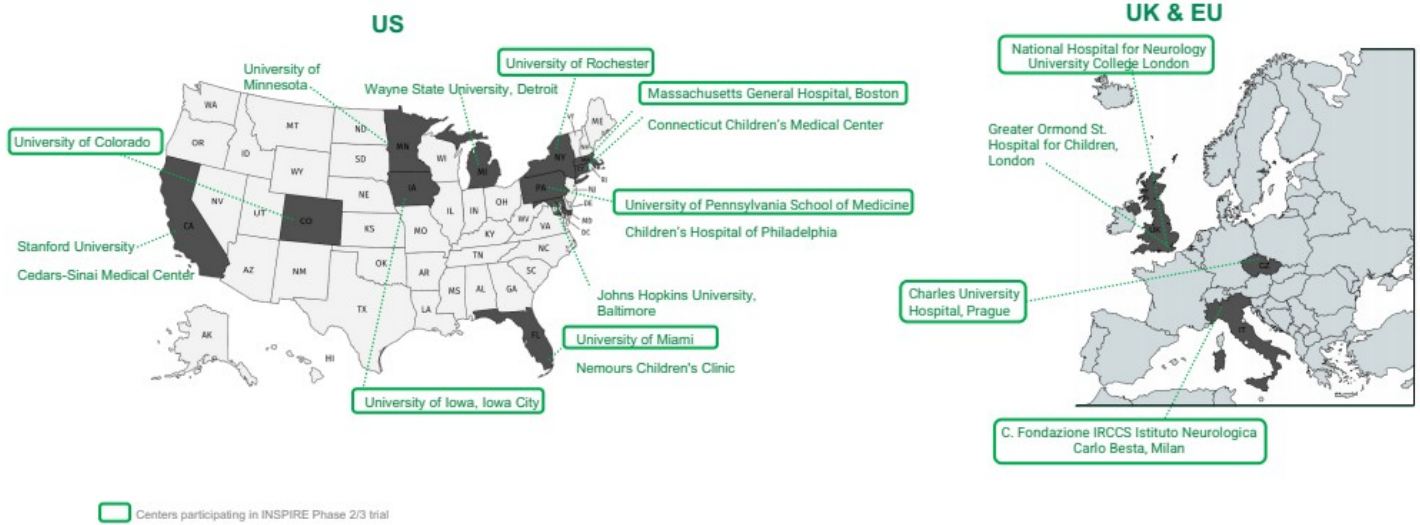 US
UK & EU
University of
Minnesota
Wayne State University, Detroit
University of Rochester
Massachusetts General Hospital, Boston
Connecticut Children's Medical Center
University of Colorado
University of Pennsylvania School of Medicine
Children's Hospital of Philadelphia
Stanford University
Cedars-Sinai Medical Center
Johns Hopkins University,
Baltimore
University of Miami
Nemours Children's Clinic
University of Iowa, Iowa City
WA
OR
ID
MT
ND
SD
WY
NE
NV
UT
CO
CA
AZ
NM
KS
OK
TX
MN
IA
MO
AR
LA
WI
IL
IN
MI
OH
KY
TN
MS
AL
GA
FL
SC
NC
VA
WV
PA
NY
VT
ME
RI
NJ
DE
MD
DC
AK
HI
National Hospital for Neurology
University College London
Greater Ormond St.
Hospital for Children,
London
Charles University
Hospital, Prague
C. Fondazione IRCCS Istituto Neurologica
Carlo Besta, Milan
UK
CZ
IT
Centers participating in INSPIRE Phase 2/3 trial